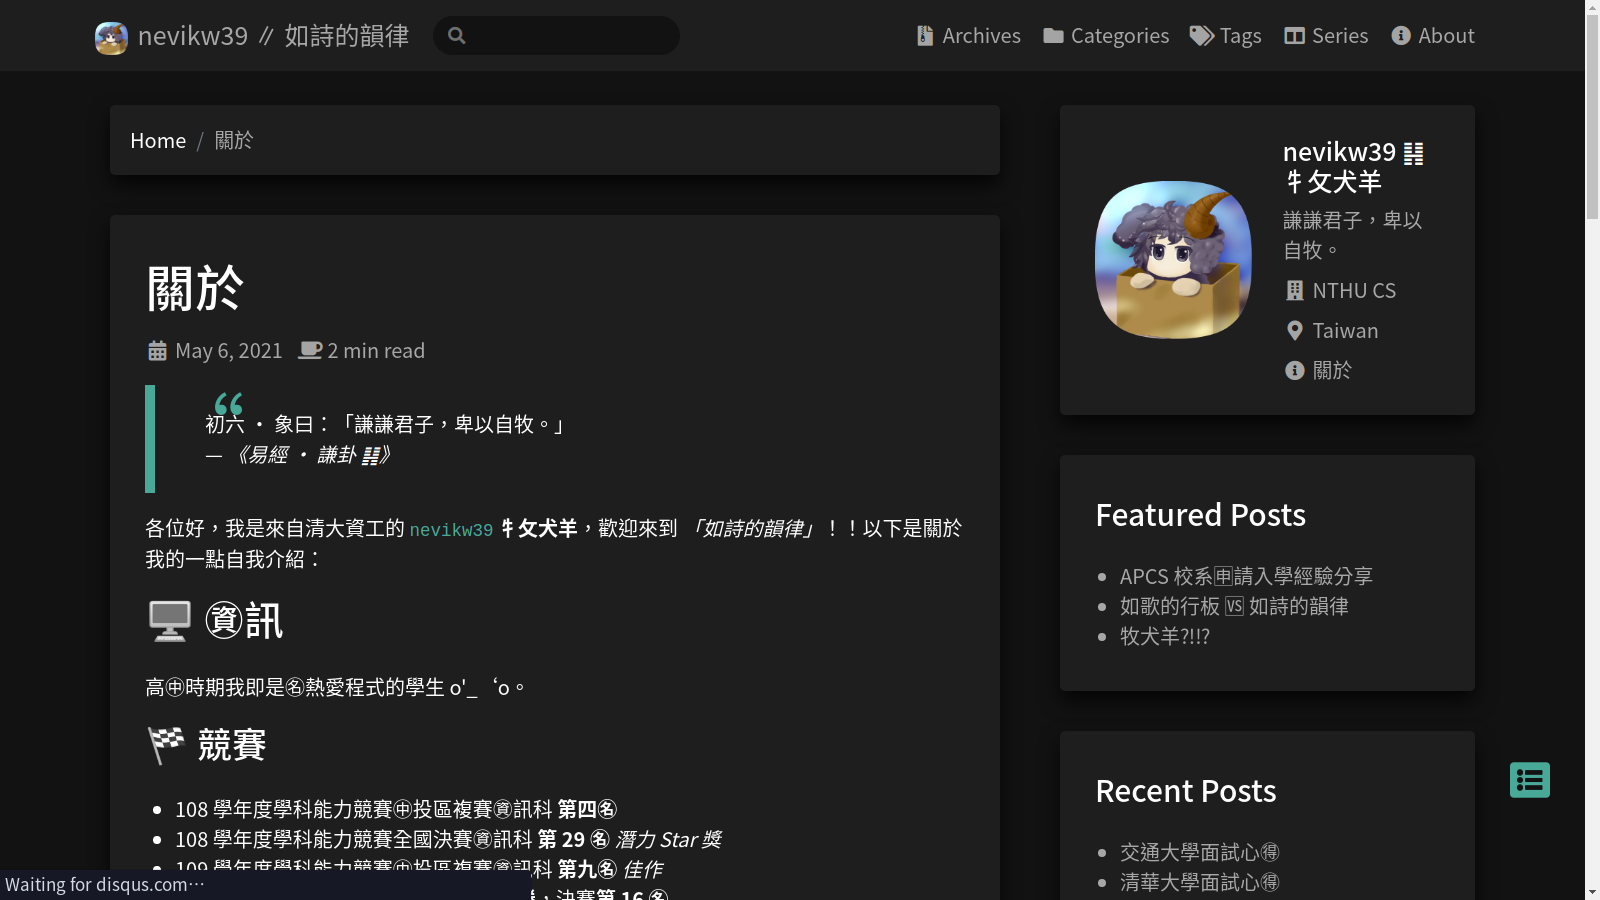 nevikw39 // 如詩的韻律
Archives
Categories
Tags
Series
About
Home / 關於
關於
May 6, 2021 2 min read
初六 · 象曰：「謙謙君子，卑以自牧。」
— 《易經 · 謙卦 ䷎》
各位好，我是來自清大資工的 nevikw39 牜攵犬羊，歡迎來到 「如詩的韻律」！！以下是關於
我的一點自我介紹：
🖥️ ㊮訊
高㊥時期我即是㊔熱愛程式的學生 o'_ ‘o。
🏁 競賽
108 學年度學科能力競賽㊥投區複賽㊮訊科 第四㊔
108 學年度學科能力競賽全國決賽㊮訊科 第 29 ㊔ 潛力 Star 獎
109 學年度學科能力競賽㊥投區複賽㊮訊科 第九㊔ 佳作
，決賽第 16 ㊔
nevikw39 ䷎
牜攵犬羊
謙謙君子，卑以
自牧。
NTHU CS
Taiwan
關於
Featured Posts
APCS 校系🈸請入學經驗分享
如歌的行板 🆚 如詩的韻律
牧犬羊?!!?
Recent Posts
交通大學面試心🉐
清華大學面試心🉐
Waiting for disqus.com…